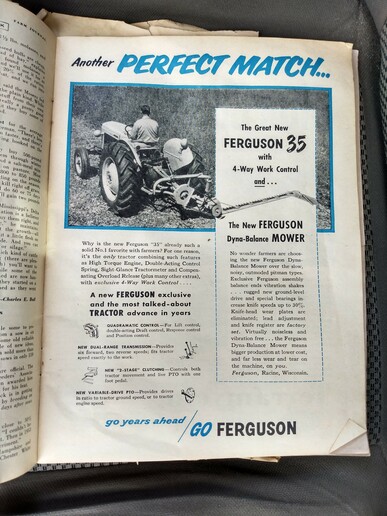 Another PERFECT MATCH...
The Great New
FERGUSON 35
with
4-Way Work Control
and...
The New FERGUSON
Dyna-Balance MOWER
Why is the new Ferguson "35" already such a
solid No. 1 favorite with farmers? For one reason,
it's the only tractor combining such features
as High Torque Engine, Double-Acting Control
Spring, Sight-Glance Tractormeter and Compen-
sating Overload Release (plus many other extras),
with exclusive 4-Way Work Control ....
A new FERGUSON exclusive
and the most talked-about
TRACTOR advance in years
QUADRAMATIC CONTROL—For Lift control,
double-acting Draft control, Response control
and Position control.
NEW DUAL-RANGE TRANSMISSION—Provides
six forward, two reverse speeds; fits tractor
speed exactly to the work.
NEW "2-STAGE" CLUTCHING—Controls both
tractor movement and live PTO with one
foot pedal.
NEW VARIABLE-DRIVE PTO—Provides drives
in ratio to tractor ground speed, or to tractor
engine speed.
No wonder farmers are choos-
ing the new Ferguson Dyna-
Balance Mower over the slow,
noisy, outmoded pitman types.
Exclusive Ferguson assembly
balance ends vibration shakes
... rugged new ground-level
drive and special bearings in-
crease knife speeds up to 30%.
Knife-head wear plates are
eliminated; lead adjustment
and knife register are factory
set. Virtually noiseless and
vibration free ... the Ferguson
Dyna-Balance Mower means
bigger production at lower cost,
and far less wear and tear on
the machine, on you.
Ferguson, Racine, Wisconsin.
go years ahead / GO FERGUSON